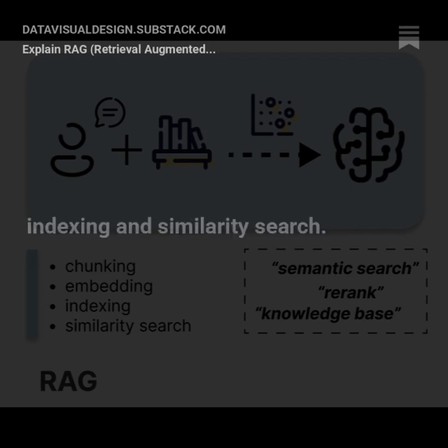 DATAVISUALDESIGN.SUBSTACK.COM
Explain RAG (Retrieval Augmented...
indexing and similarity search.
• chunking
• embedding
• indexing
• similarity search
“semantic search”
“rerank”
“knowledge base”
RAG